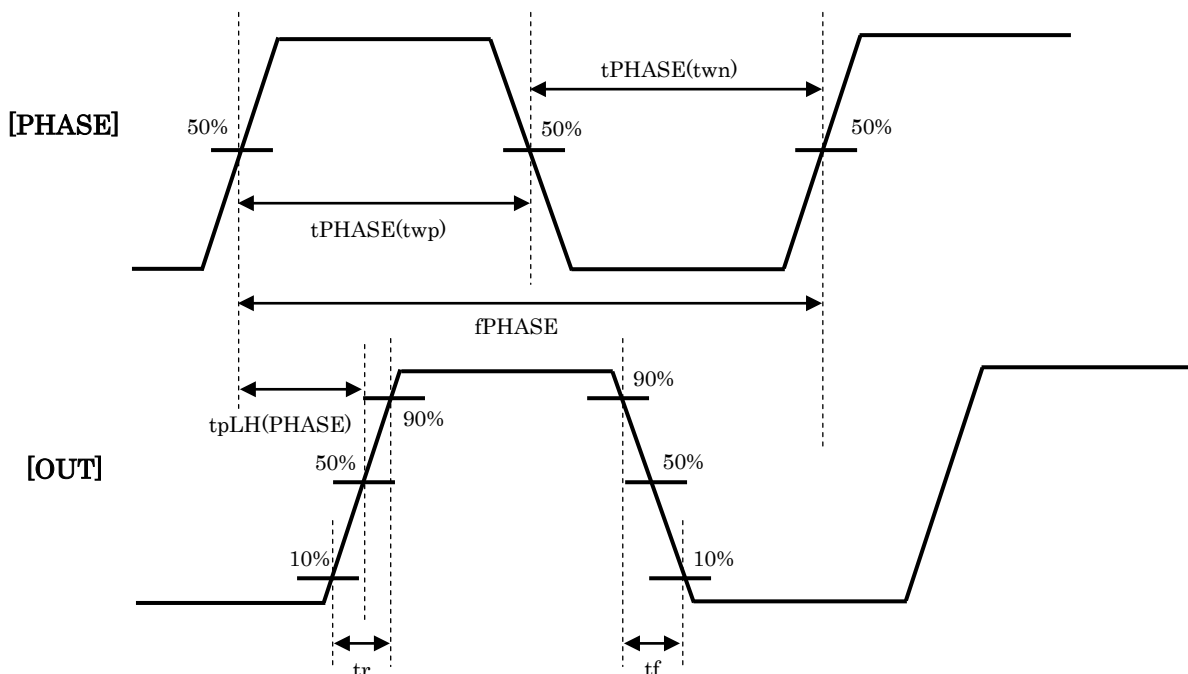 tPHASE(twn)
[PHASE]
50%
50%
50%
tPHASE(twp)
fPHASE
90%
tpLH(PHASE)
90%
[OUT]
50%
50%
10%
10%
tr
tf